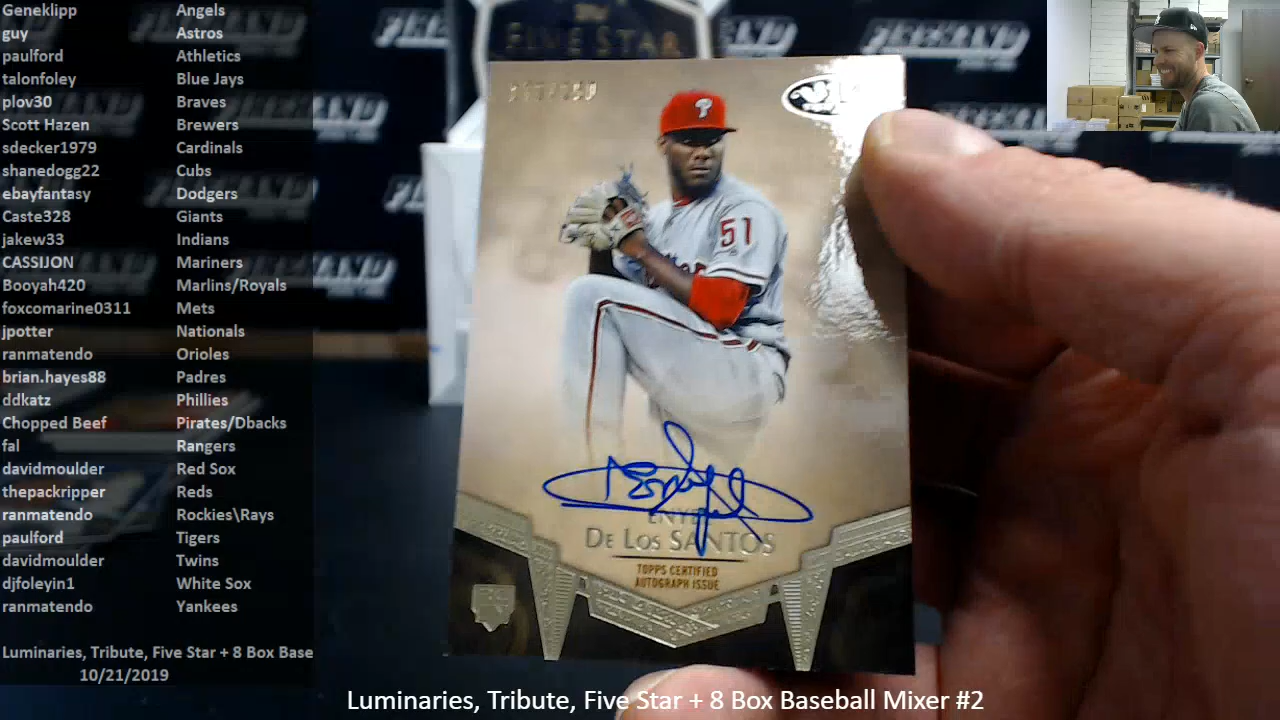 Geneklipp Angels
guy Astros
paulford Athletics
talonfoley Blue Jays
plov30 Braves
Scott Hazen Brewers
sdecker1979 Cardinals
shanedogg22 Cubs
ebayfantasy Dodgers
Caste328 Giants
jakew33 Indians
CASSIJON Mariners
Booyah420 Marlins/Royals
foxcomarine0311 Mets
jpotter Nationals
ranmatendo Orioles
brian.hayes88 Padres
ddkatz Phillies
Chopped Beef Pirates/Dbacks
fal Rangers
davidmoulder Red Sox
thepackripper Reds
ranmatendo Rockies\Rays
paulford Tigers
davidmoulder Twins
djfoleyin1 White Sox
ranmatendo Yankees
Luminaries, Tribute, Five Star + 8 Box Base
10/21/2019
FIVE STAR
P
51
DE LOS SANTOS
TOPPS CERTIFIED
AUTOGRAPH ISSUE
Luminaries, Tribute, Five Star + 8 Box Baseball Mixer #2